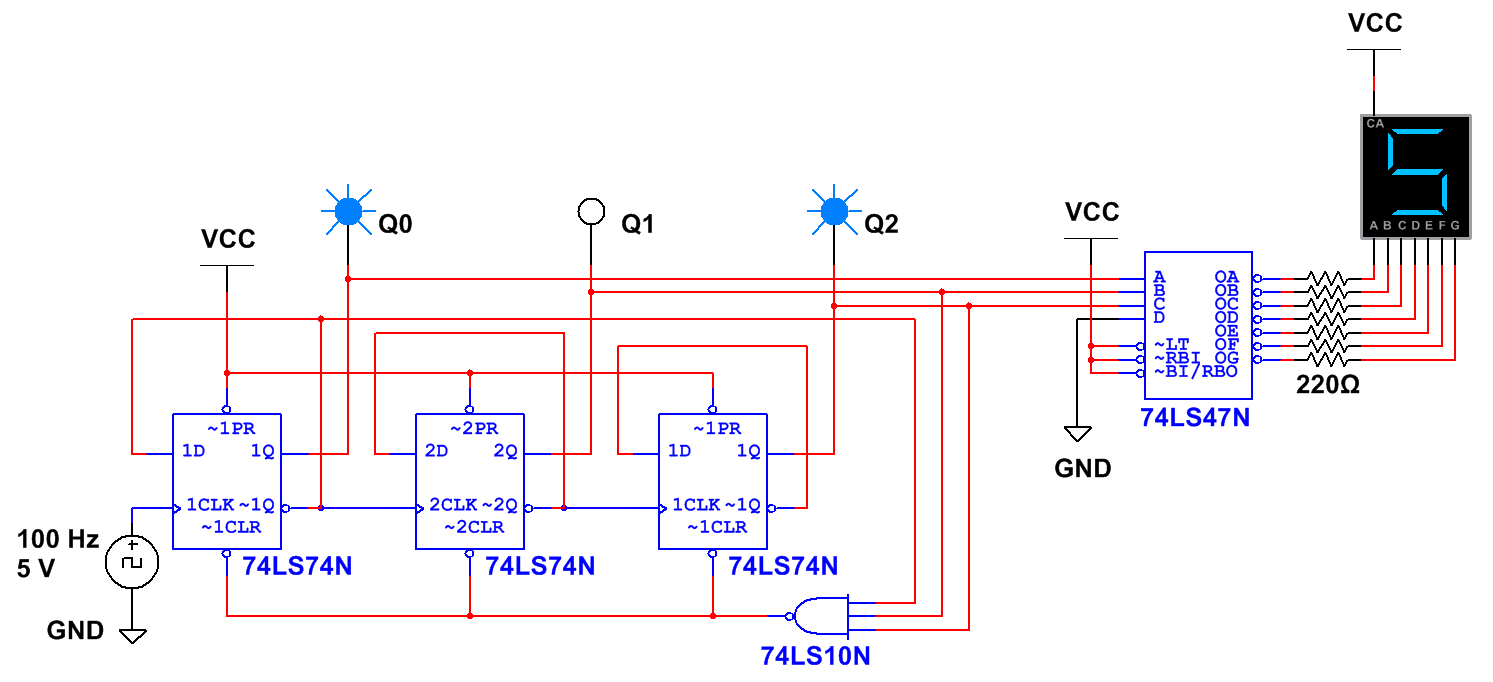 VCC
CA
5
A B C D E F G
Q0
Q1
Q2
VCC
VCC
A OA
B OB
C OC
D OD
OE
~LT OF
~RBI OG
~BI/RBO
220Ω
74LS47N
GND
~1PR
1D 1Q
1CLK ~1Q
~1CLR
74LS74N
~2PR
2D 2Q
2CLK ~2Q
~2CLR
74LS74N
~1PR
1D 1Q
1CLK ~1Q
~1CLR
74LS74N
100 Hz
5 V
GND
74LS10N